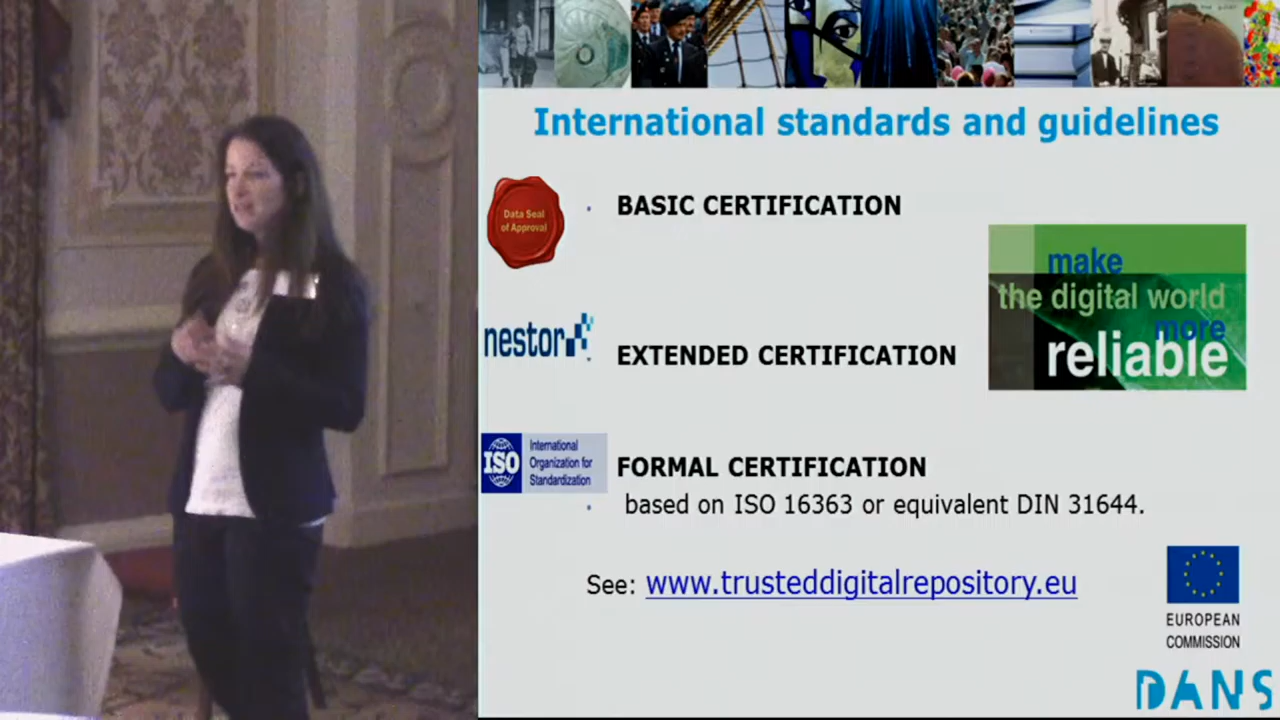 International standards and guidelines
Data Seal
of Approval
· BASIC CERTIFICATION
make
the digital world
more
reliable
nestor
EXTENDED CERTIFICATION
ISO
International
Organization for
Standardization
FORMAL CERTIFICATION
· based on ISO 16363 or equivalent DIN 31644.
See: www.trusteddigitalrepository.eu
EUROPEAN
COMMISSION
DANS